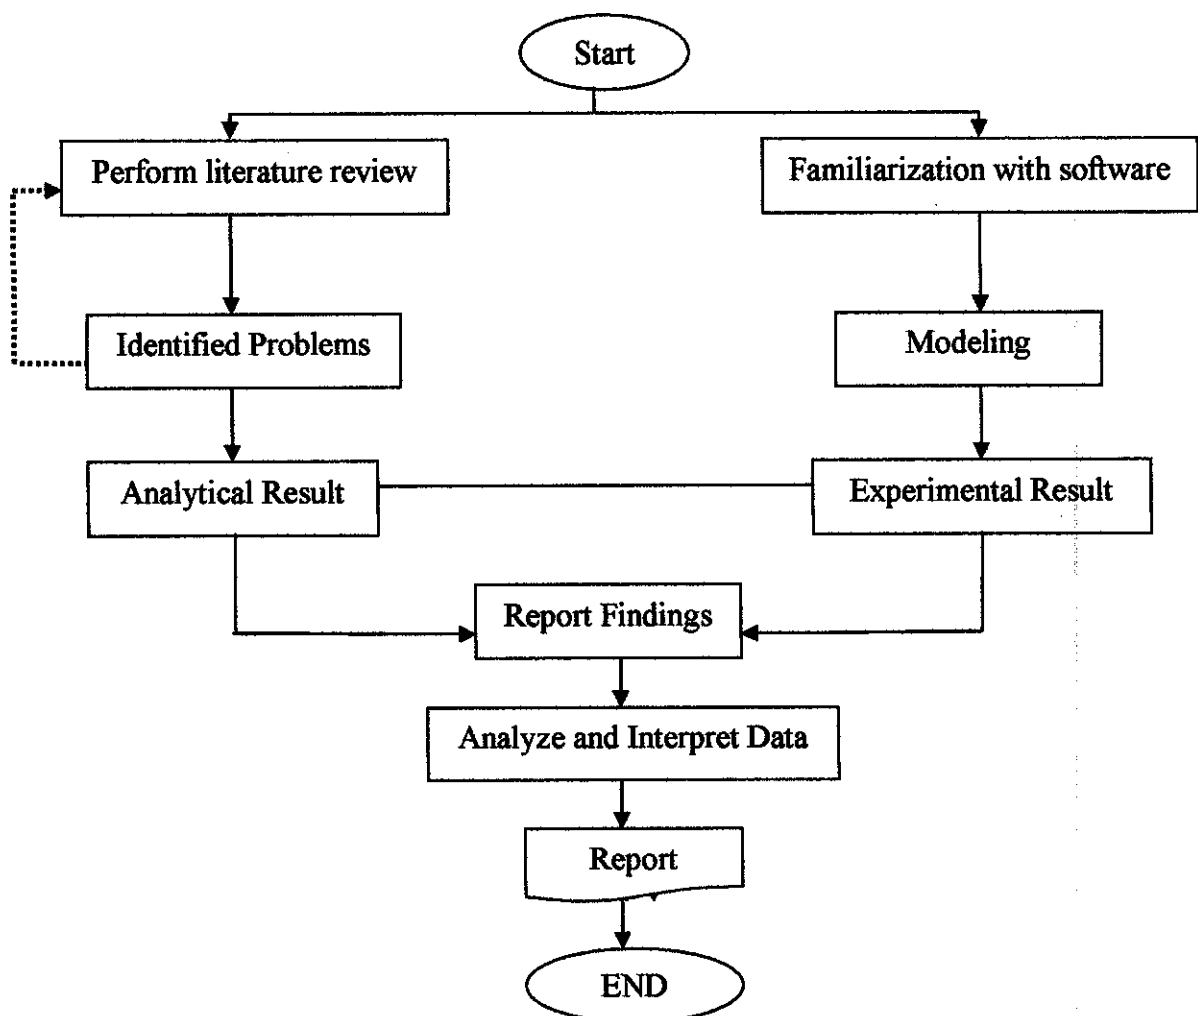 Start
Perform literature review
Familiarization with software
Identified Problems
Modeling
Analytical Result
Experimental Result
Report Findings
Analyze and Interpret Data
Report
END